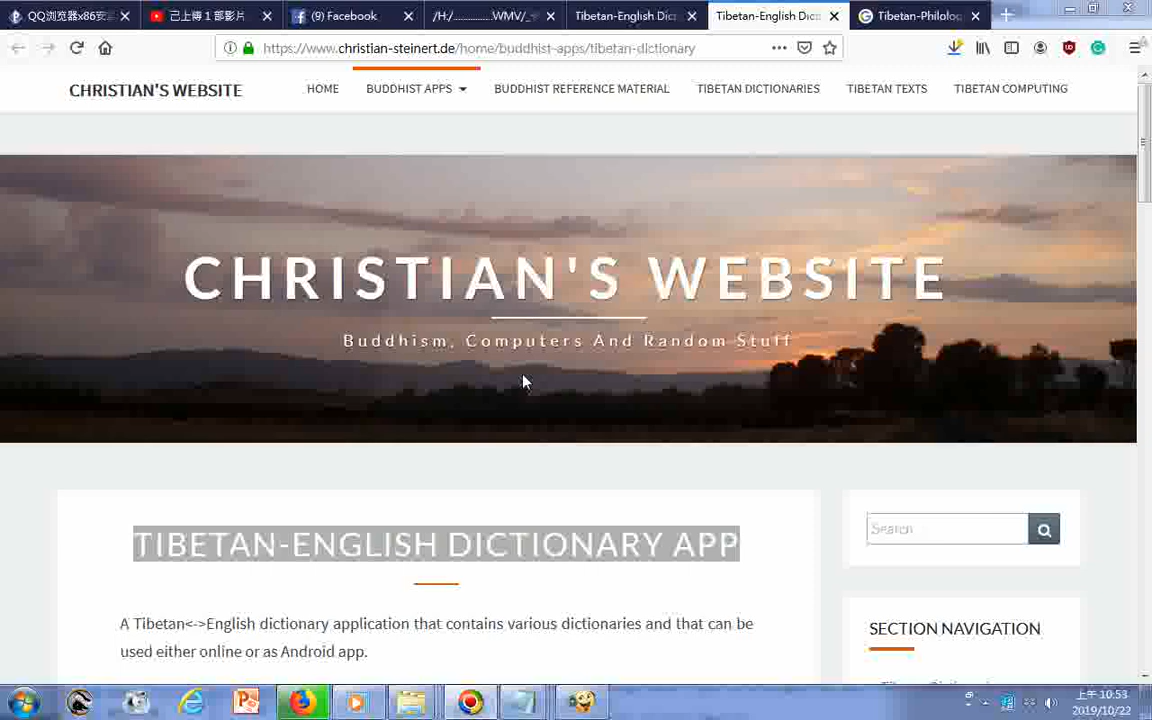 QQ浏览器x86安
己上傳 1 部影片
(9) Facebook
/H:/..............WMV/_
Tibetan-English Dic
Tibetan-English Dic
Tibetan-Philolo
https://www.christian-steinert.de/home/buddhist-apps/tibetan-dictionary
CHRISTIAN'S WEBSITE
HOME
BUDDHIST APPS
BUDDHIST REFERENCE MATERIAL
TIBETAN DICTIONARIES
TIBETAN TEXTS
TIBETAN COMPUTING
CHRISTIAN'S WEBSITE
Buddhism, Computers And Random Stuff
TIBETAN-ENGLISH DICTIONARY APP
Search
A Tibetan<->English dictionary application that contains various dictionaries and that can be
used either online or as Android app.
SECTION NAVIGATION
上午 10:53
2019/10/22